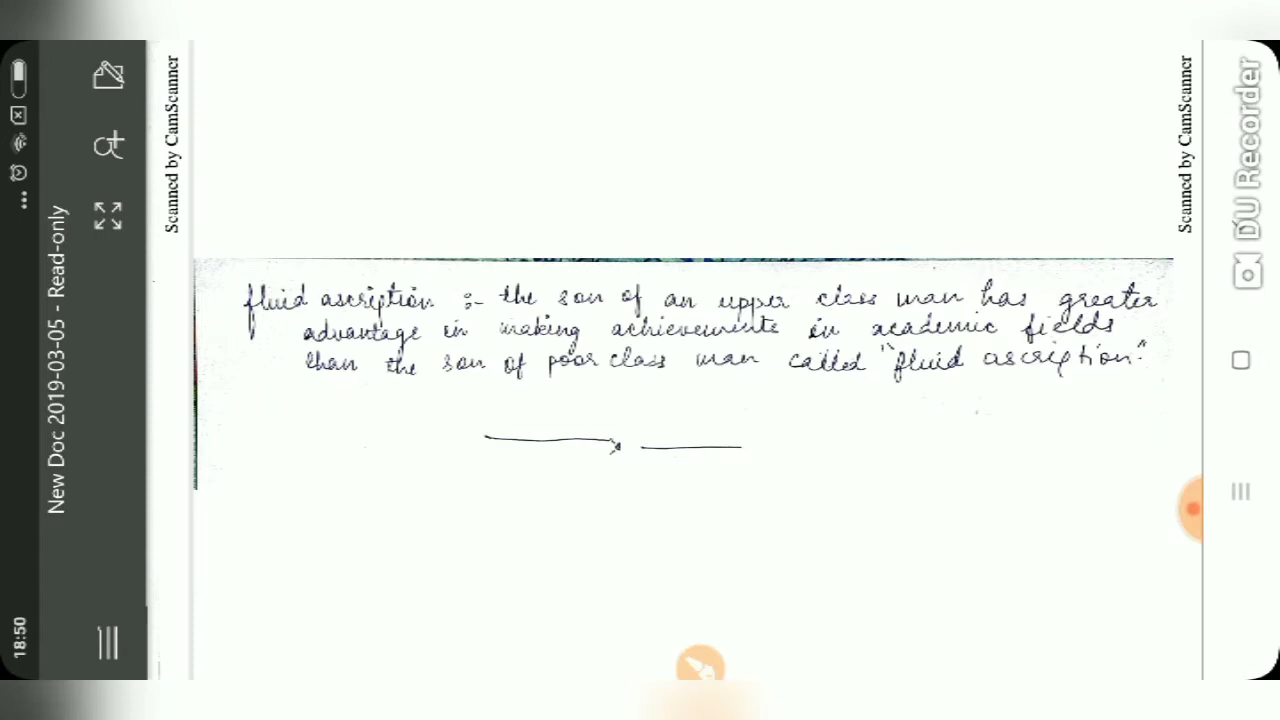 18:50
New Doc 2019-03-05 - Read-only
Scanned by CamScanner
fluid ascription :- the son of an upper class man has greater
advantage in making achievements in academic fields
than the son of poor class man called "fluid ascription."
Scanned by CamScanner
DU Recorder